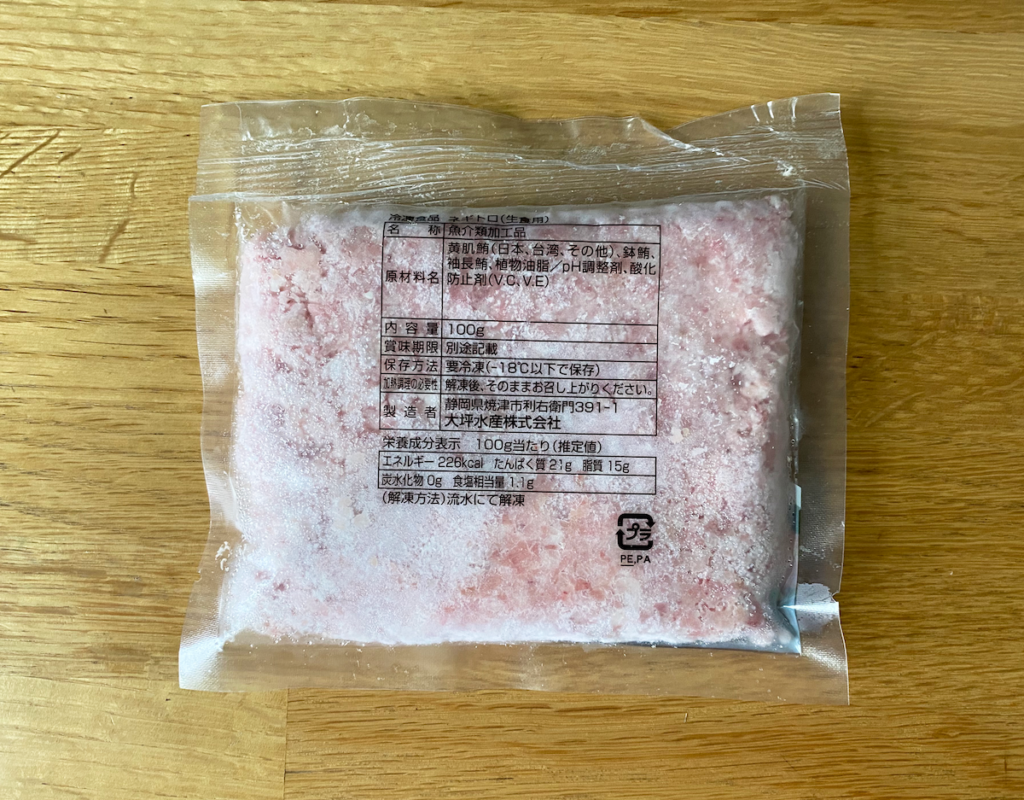 冷凍食品 ネギトロ(生食用)
名称 魚介類加工品
原材料名 黄肌鮪(日本、台湾、その他)、鉢鮪、
袖長鮪、植物油脂／pH調整剤、酸化
防止剤(V.C、V.E)
内容量 100g
賞味期限 別途記載
保存方法 要冷凍(-18℃以下で保存)
加熱調理の必要性 解凍後、そのままお召し上がりください。
製造者 静岡県焼津市利右衛門391-1
大坪水産株式会社
栄養成分表示 100g当たり(推定値)
エネルギー 226kcal たんぱく質 21g 脂質 15g
炭水化物 0g 食塩相当量 1.1g
(解凍方法)流水にて解凍
プラ
PE,PA